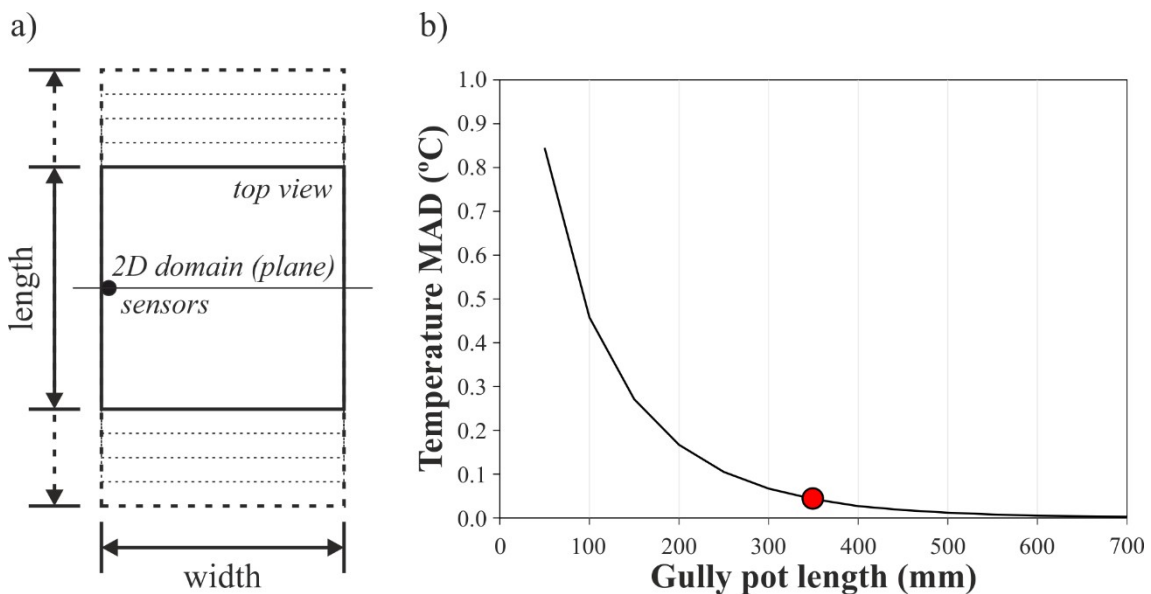 a)
top view
2D domain (plane)
sensors
length
width
b)
Temperature MAD (ºC)
1.0
0.9
0.8
0.7
0.6
0.5
0.4
0.3
0.2
0.1
0.0
0 100 200 300 400 500 600 700
Gully pot length (mm)